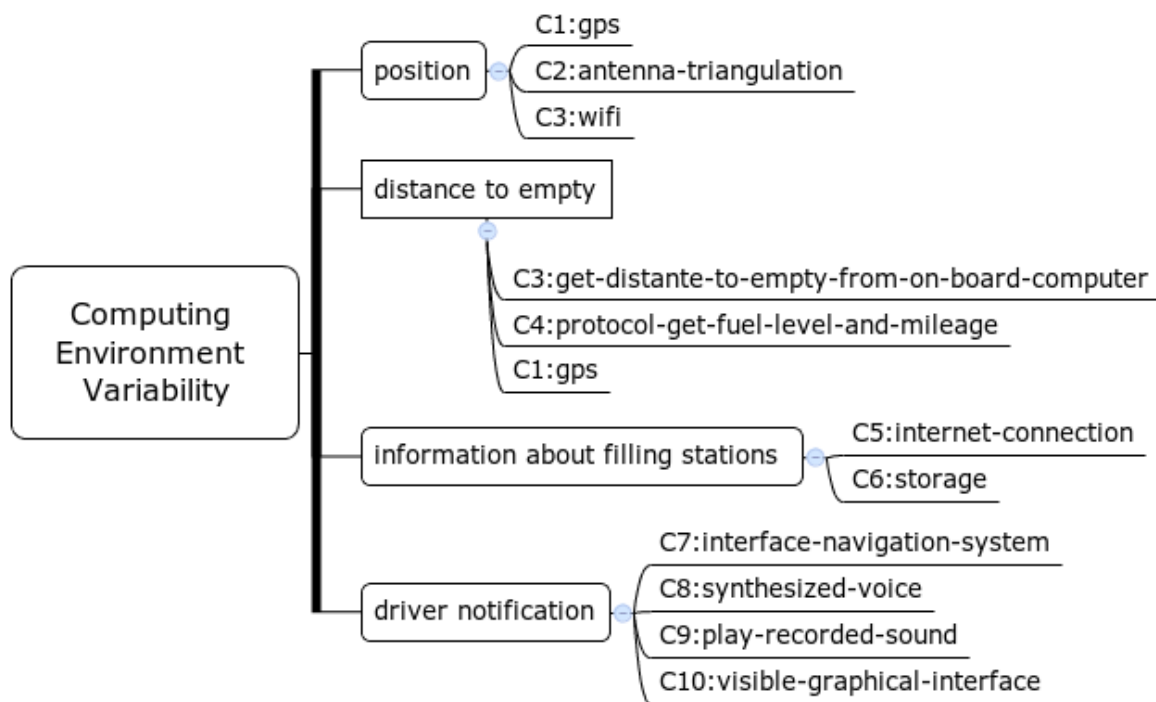 Computing
Environment
Variability
position
C1:gps
C2:antenna-triangulation
C3:wifi
distance to empty
C3:get-distante-to-empty-from-on-board-computer
C4:protocol-get-fuel-level-and-mileage
C1:gps
information about filling stations
C5:internet-connection
C6:storage
driver notification
C7:interface-navigation-system
C8:synthesized-voice
C9:play-recorded-sound
C10:visible-graphical-interface